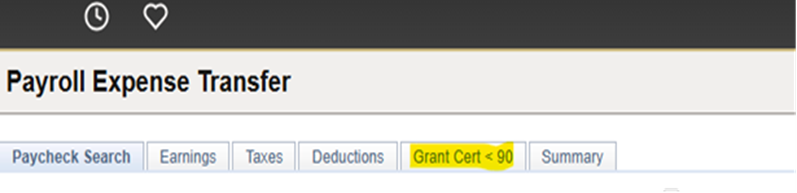 Payroll Expense Transfer
Paycheck Search Earnings Taxes Deductions Grant Cert < 90 Summary